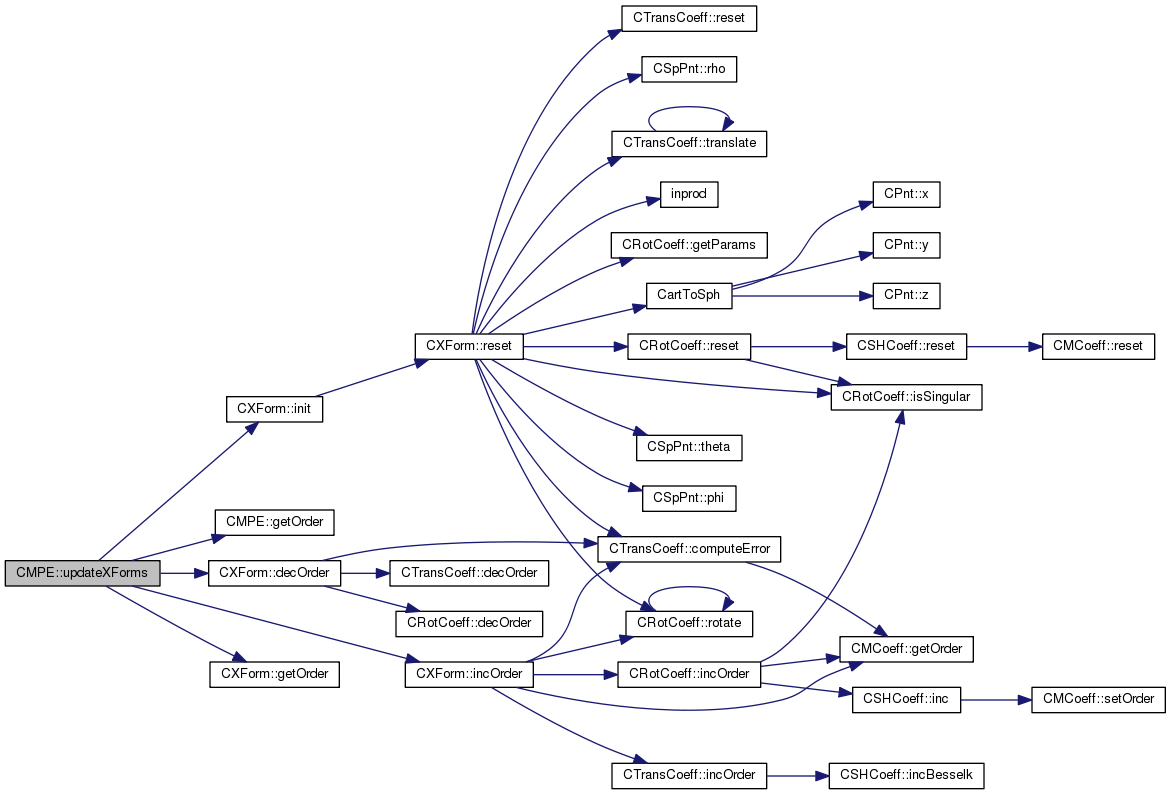 CTransCoeff::reset
CSpPnt::rho
CTransCoeff::translate
inprod
CPnt::x
CRotCoeff::getParams
CPnt::y
CartToSph
CPnt::z
CXForm::reset
CRotCoeff::reset
CSHCoeff::reset
CMCoeff::reset
CRotCoeff::isSingular
CXForm::init
CSpPnt::theta
CSpPnt::phi
CMPE::getOrder
CTransCoeff::computeError
CMPE::updateXForms
CXForm::decOrder
CTransCoeff::decOrder
CRotCoeff::decOrder
CRotCoeff::rotate
CMCoeff::getOrder
CXForm::getOrder
CXForm::incOrder
CRotCoeff::incOrder
CSHCoeff::inc
CMCoeff::setOrder
CTransCoeff::incOrder
CSHCoeff::incBesselk